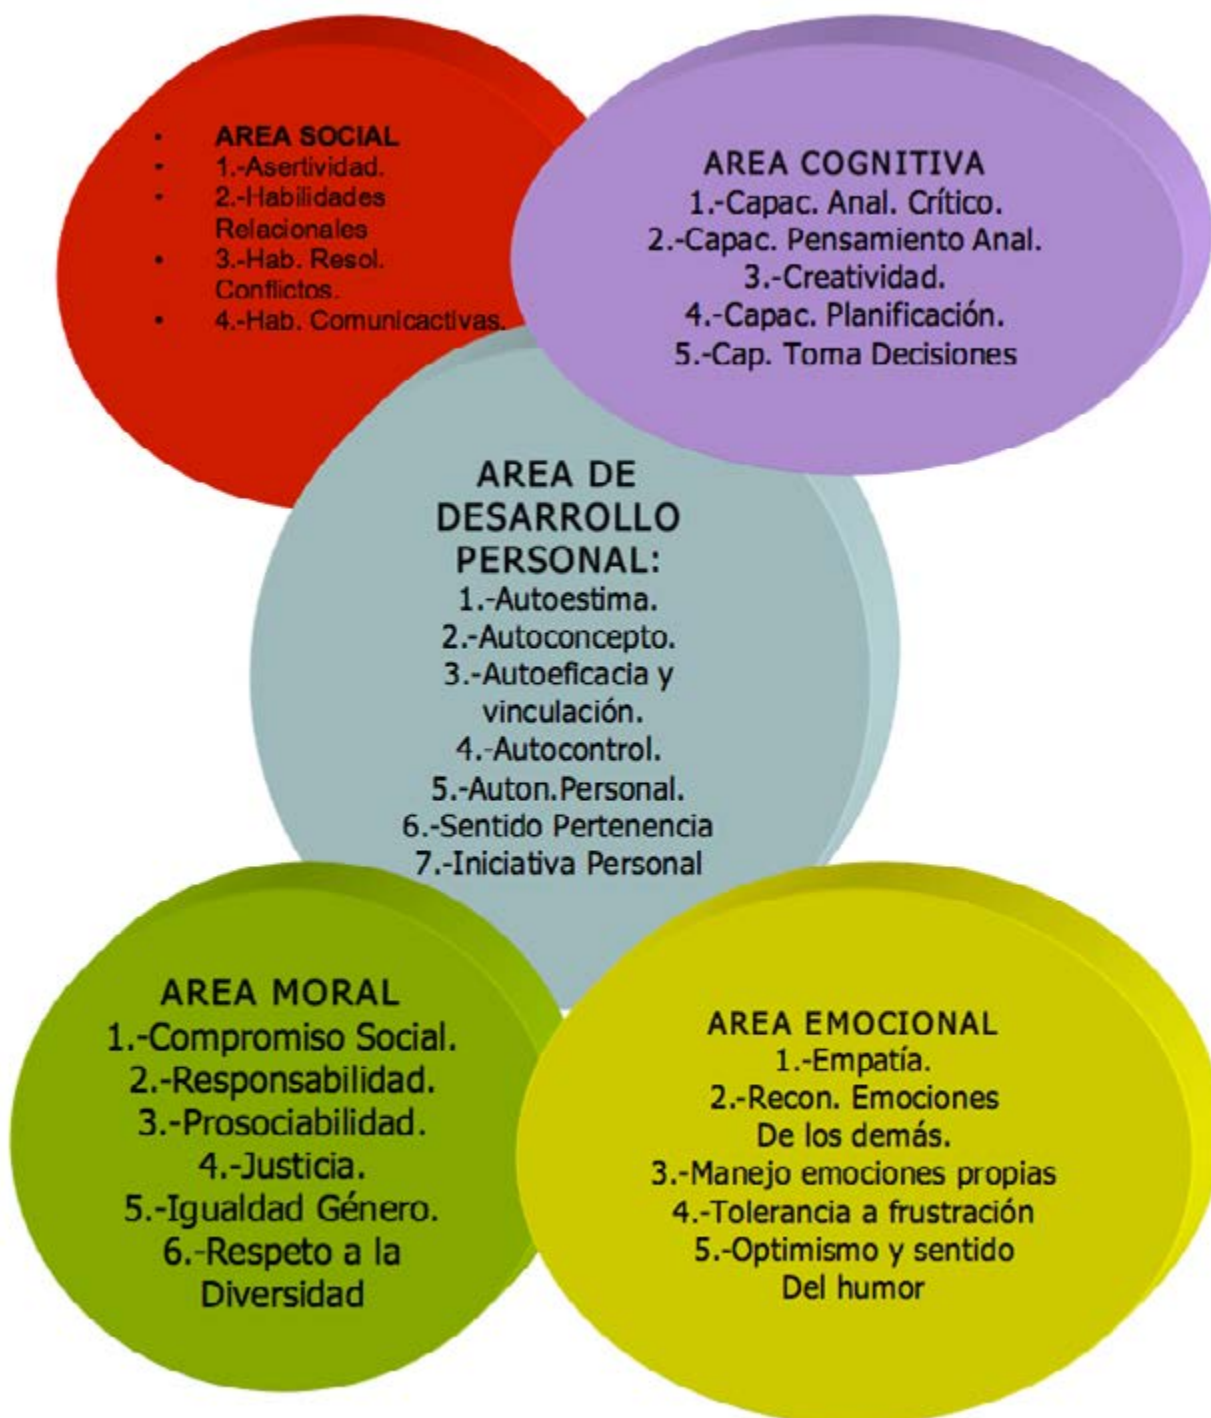 • AREA SOCIAL
• 1.-Asertividad.
• 2.-Habilidades
Relacionales
• 3.-Hab. Resol.
Conflictos.
• 4.-Hab. Comunicactivas.
AREA COGNITIVA
1.-Capac. Anal. Crítico.
2.-Capac. Pensamiento Anal.
3.-Creatividad.
4.-Capac. Planificación.
5.-Cap. Toma Decisiones
AREA DE
DESARROLLO
PERSONAL:
1.-Autoestima.
2.-Autoconcepto.
3.-Autoeficacia y
vinculación.
4.-Autocontrol.
5.-Auton.Personal.
6.-Sentido Pertenencia
7.-Iniciativa Personal
AREA MORAL
1.-Compromiso Social.
2.-Responsabilidad.
3.-Prosociabilidad.
4.-Justicia.
5.-Igualdad Género.
6.-Respeto a la
Diversidad
AREA EMOCIONAL
1.-Empatía.
2.-Recon. Emociones
De los demás.
3.-Manejo emociones propias
4.-Tolerancia a frustración
5.-Optimismo y sentido
Del humor